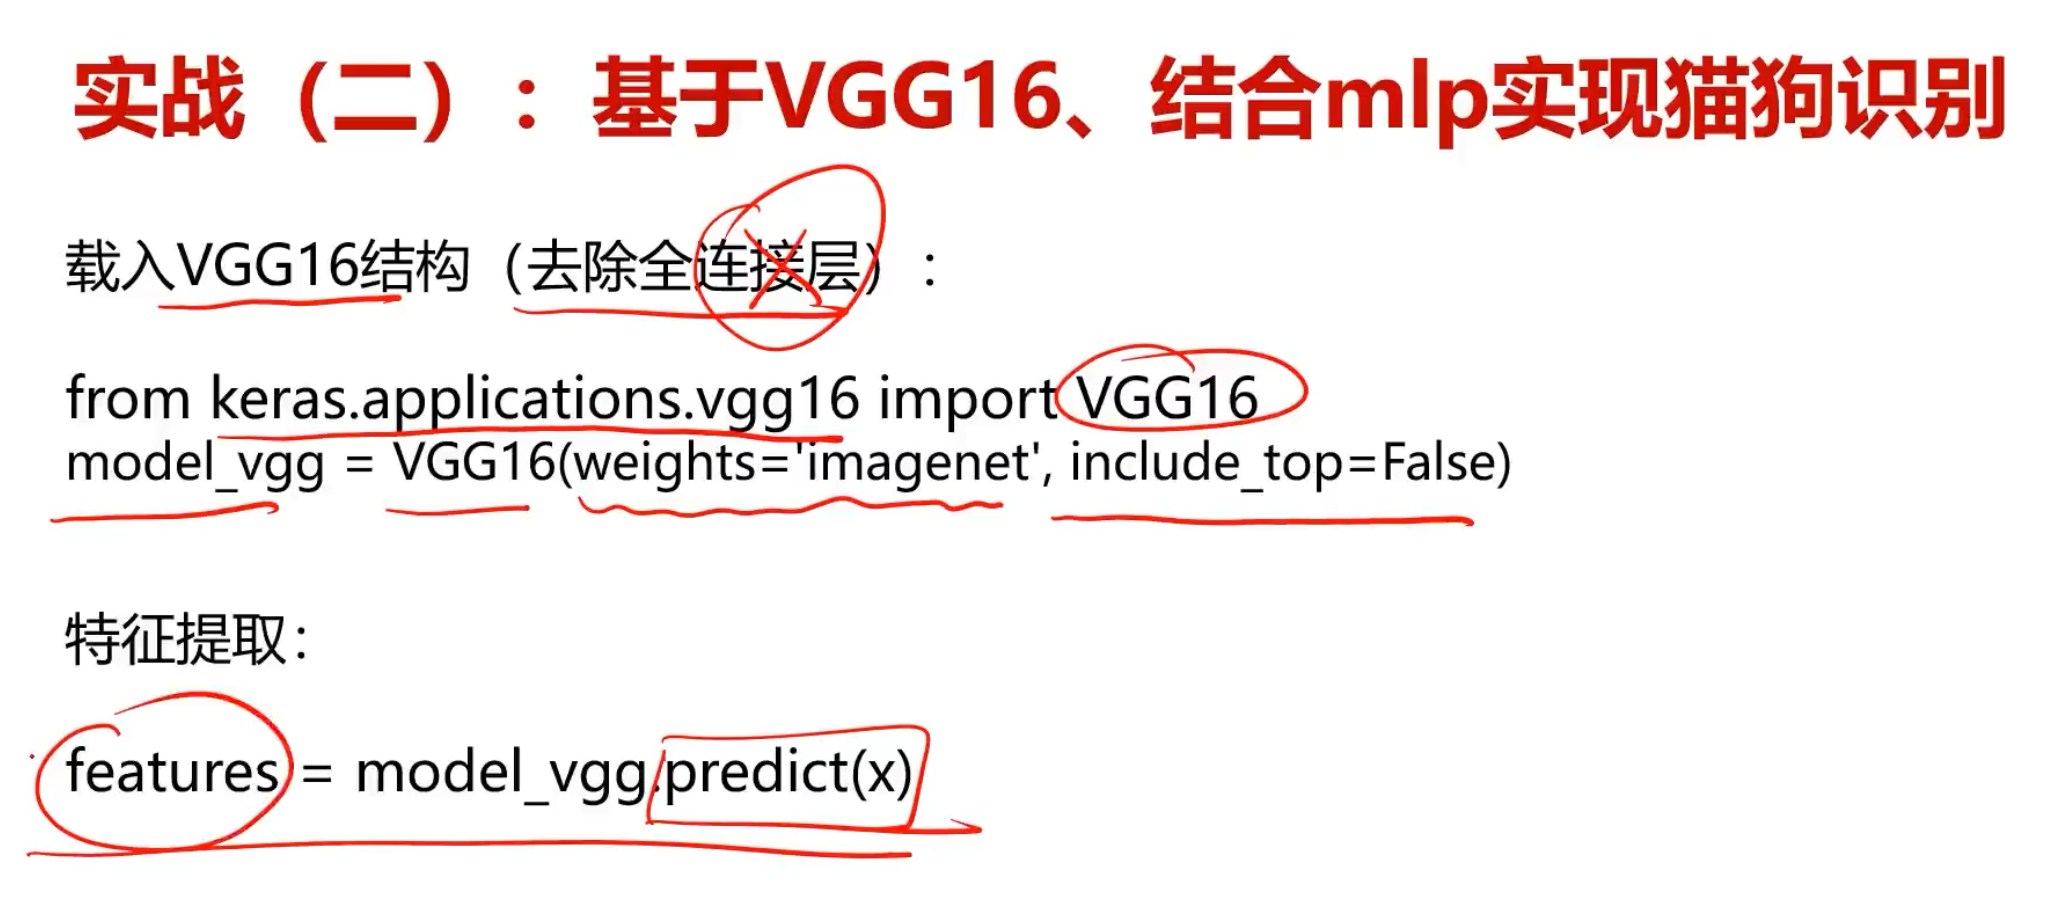 实战（二）：基于VGG16、结合mlp实现猫狗识别
载入VGG16结构（去除全连接层）：
from keras.applications.vgg16 import VGG16
model_vgg = VGG16(weights='imagenet', include_top=False)
特征提取：
features = model_vgg.predict(x)